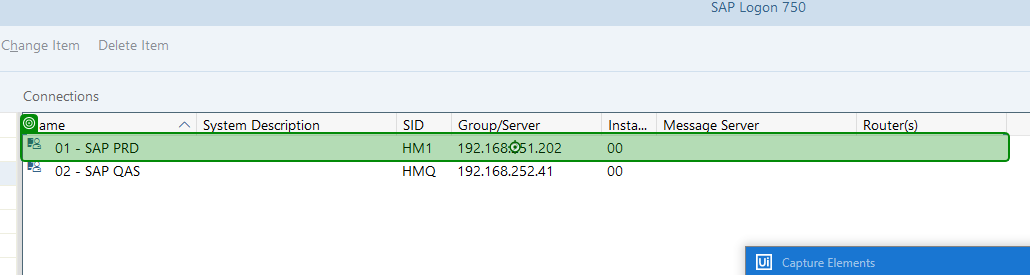 SAP Logon 750
Change Item Delete Item
Connections
ame System Description SID Group/Server Insta... Message Server Router(s)
01 - SAP PRD HM1 192.168.251.202 00
02 - SAP QAS HMQ 192.168.252.41 00
Ui Capture Elements